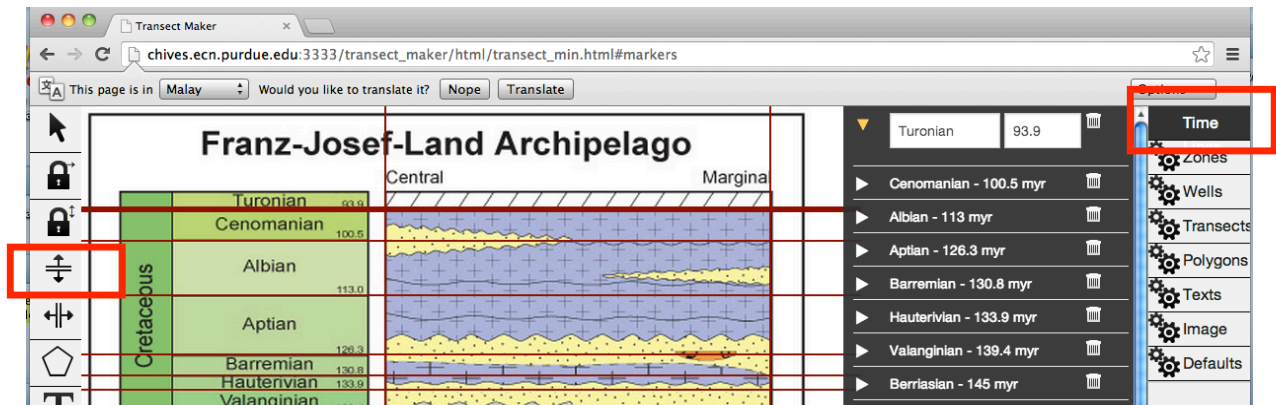 Transect Maker
chives.ecn.purdue.edu:3333/transect_maker/html/transect_min.html#markers
This page is in Malay Would you like to translate it? Nope Translate
Options
Franz-Josef-Land Archipelago
Central Marginal
Turonian 93.9
Cenomanian 100.5
Albian
113.0
Aptian
126.3
Barremian 130.8
Hauterivian 133.9
Valanginian
Cretaceous
T
Turonian 93.9
Cenomanian - 100.5 myr
Albian - 113 myr
Aptian - 126.3 myr
Barremian - 130.8 myr
Hauterivian - 133.9 myr
Valanginian - 139.4 myr
Berriasian - 145 myr
Time
Zones
Wells
Transects
Polygons
Texts
Image
Defaults